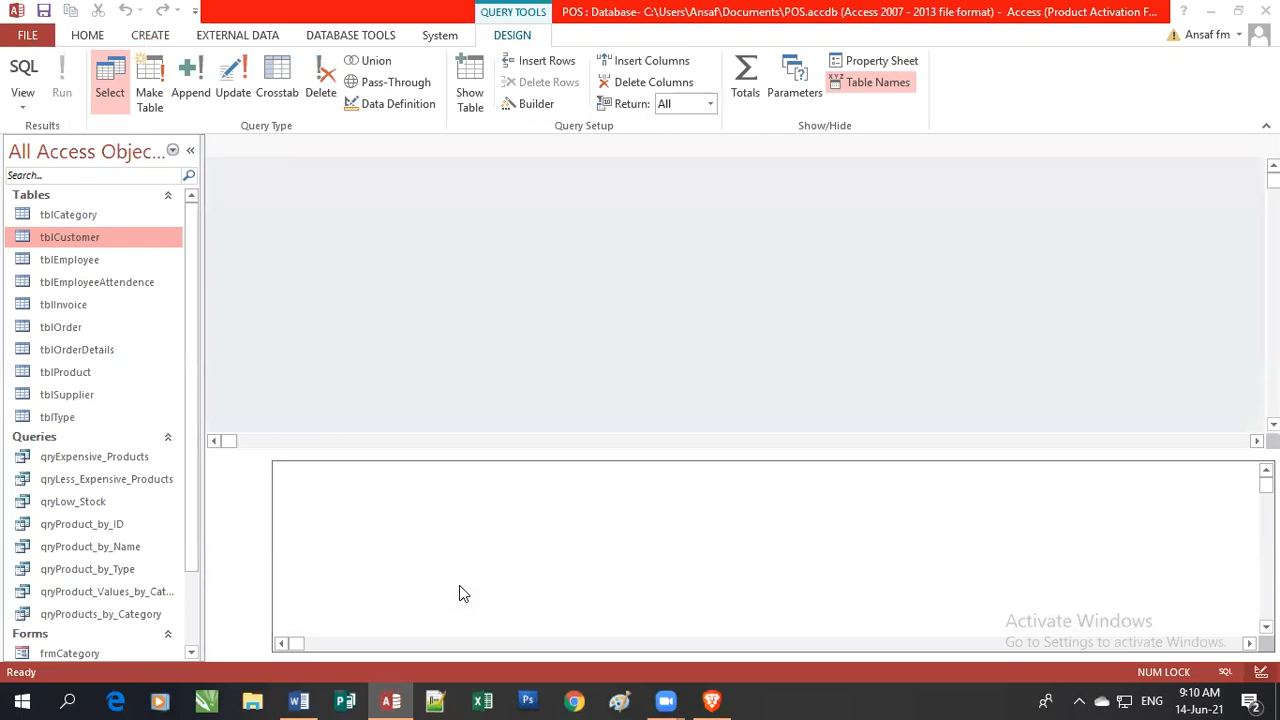 QUERY TOOLS
POS : Database- C:\Users\Ansaf\Documents\POS.accdb (Access 2007 - 2013 file format) - Access (Product Activation F...
FILE HOME CREATE EXTERNAL DATA DATABASE TOOLS System DESIGN
Ansaf fm
SQL
View
Run
Select
Make Table
Append
Update
Crosstab
Delete
Union
Pass-Through
Data Definition
Show Table
Insert Rows
Delete Rows
Builder
Insert Columns
Delete Columns
Return: All
Totals
Parameters
Property Sheet
XYZ Table Names
Results
Query Type
Query Setup
Show/Hide
All Access Objec...
Search...
Tables
tblCategory
tblCustomer
tblEmployee
tblEmployeeAttendence
tblInvoice
tblOrder
tblOrderDetails
tblProduct
tblSupplier
tblType
Queries
qryExpensive_Products
qryLess_Expensive_Products
qryLow_Stock
qryProduct_by_ID
qryProduct_by_Name
qryProduct_by_Type
qryProduct_Values_by_Cat...
qryProducts_by_Category
Forms
frmCategory
Activate Windows
Go to Settings to activate Windows.
Ready
NUM LOCK
SQL
ENG
9:10 AM
14-Jun-21
2